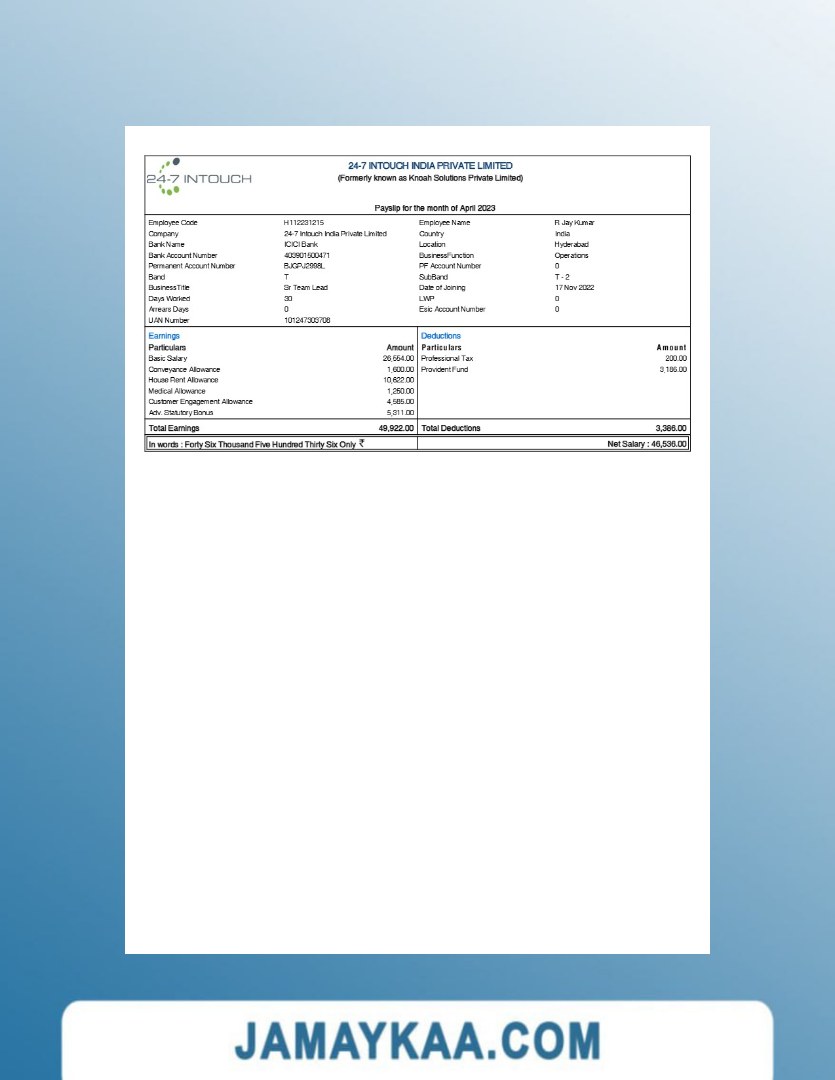 24-7 INTOUCH
24-7 INTOUCH INDIA PRIVATE LIMITED
(Formerly known as Knoah Solutions Private Limited)
Payslip for the month of April 2023
Employee Code H112231215 Employee Name R Jay Kumar
Company 24-7 Intouch India Private Limited Country India
Bank Name ICICI Bank Location Hyderabad
Bank Account Number 403901500471 BusinessFunction Operations
Permanent Account Number BJGPJ2998L PF Account Number 0
Band T SubBand T - 2
BusinessTitle Sr Team Lead Date of Joining 17 Nov 2022
Days Worked 30 LWP 0
Arrears Days 0 Esic Account Number 0
UAN Number 101247303708
Earnings Deductions
Particulars Amount Particulars Amount
Basic Salary 26,554.00 Professional Tax 200.00
Conveyance Allowance 1,600.00 Provident Fund 3,186.00
House Rent Allowance 10,622.00
Medical Allowance 1,250.00
Customer Engagement Allowance 4,585.00
Adv. Statutory Bonus 5,311.00
Total Earnings 49,922.00 Total Deductions 3,386.00
In words : Forty Six Thousand Five Hundred Thirty Six Only ₹ Net Salary : 46,536.00
JAMAYKAA.COM